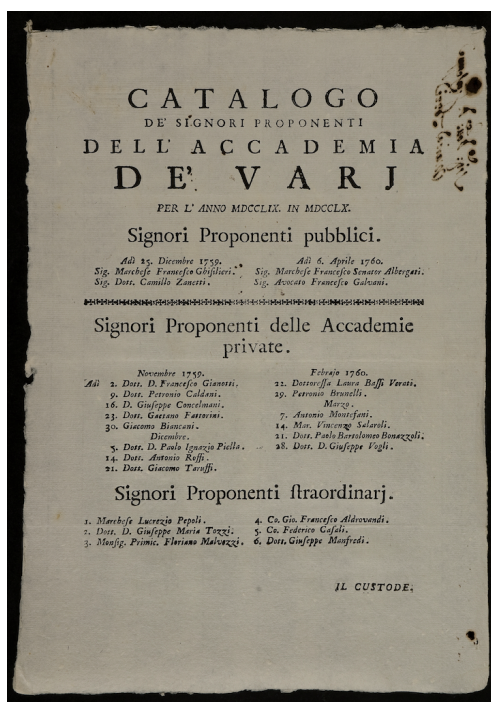 CATALOGO
DE' SIGNORI PROPONENTI
DELL' ACCADEMIA
DE' VARJ
PER L' ANNO MDCCLIX. IN MDCCLX.
Signori Proponenti pubblici.
Adì 25. Dicembre 1759.
Sig. Marcheſe Franceſco Ghiſilieri.
Sig. Dott. Camillo Zanetti.
Adì 6. Aprile 1760.
Sig. Marcheſe Franceſco Senator Albergati.
Sig. Avocato Franceſco Galvani.
Signori Proponenti delle Accademie
private.
Novembre 1759.
Adì 2. Dott. D. Franceſco Gianotti.
9. Dott. Petronio Caldani.
16. D. Giuſeppe Concelmani.
23. Dott. Gaetano Fattorini.
30. Giacomo Biancani.
Dicembre.
5. Dott. D. Paolo Ignazio Piella.
14. Dott. Antonio Roffi.
21. Dott. Giacomo Taruffi.
Febrajo 1760.
22. Dottoreſſa Laura Baſſi Verati.
29. Petronio Brunelli.
Marzo.
7. Antonio Montefani.
14. Mar. Vincenzo Salaroli.
21. Dott. Paolo Bartolomeo Bonazzoli.
28. Dott. D. Giuſeppe Vogli.
Signori Proponenti ſtraordinarj.
1. Marcheſe Lucrezio Pepoli.
2. Dott. D. Giuſeppe Maria Tozzi.
3. Monſig. Primic. Floriano Malvezzi.
4. Co. Gio. Franceſco Aldrovandi.
5. Co. Federico Caſali.
6. Dott. Giuſeppe Manfredi.
IL CUSTODE.